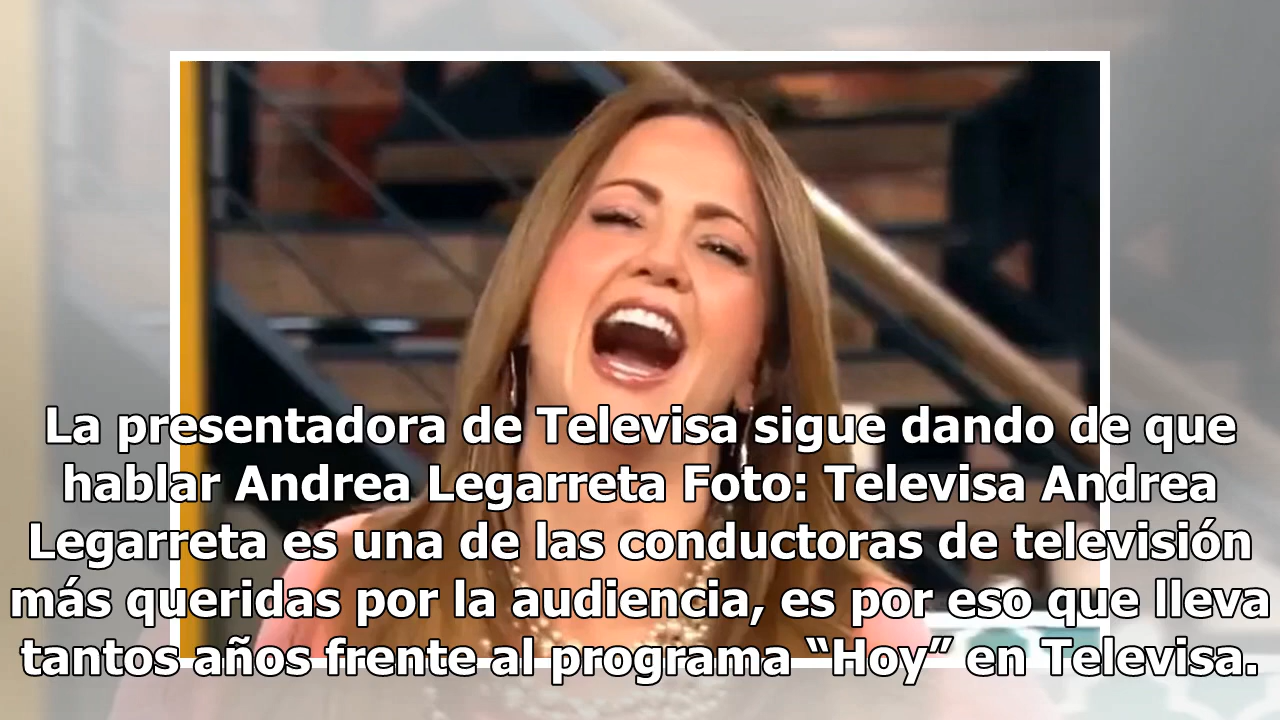 La presentadora de Televisa sigue dando de que
hablar Andrea Legarreta Foto: Televisa Andrea
Legarreta es una de las conductoras de televisión
más queridas por la audiencia, es por eso que lleva
tantos años frente al programa “Hoy” en Televisa.